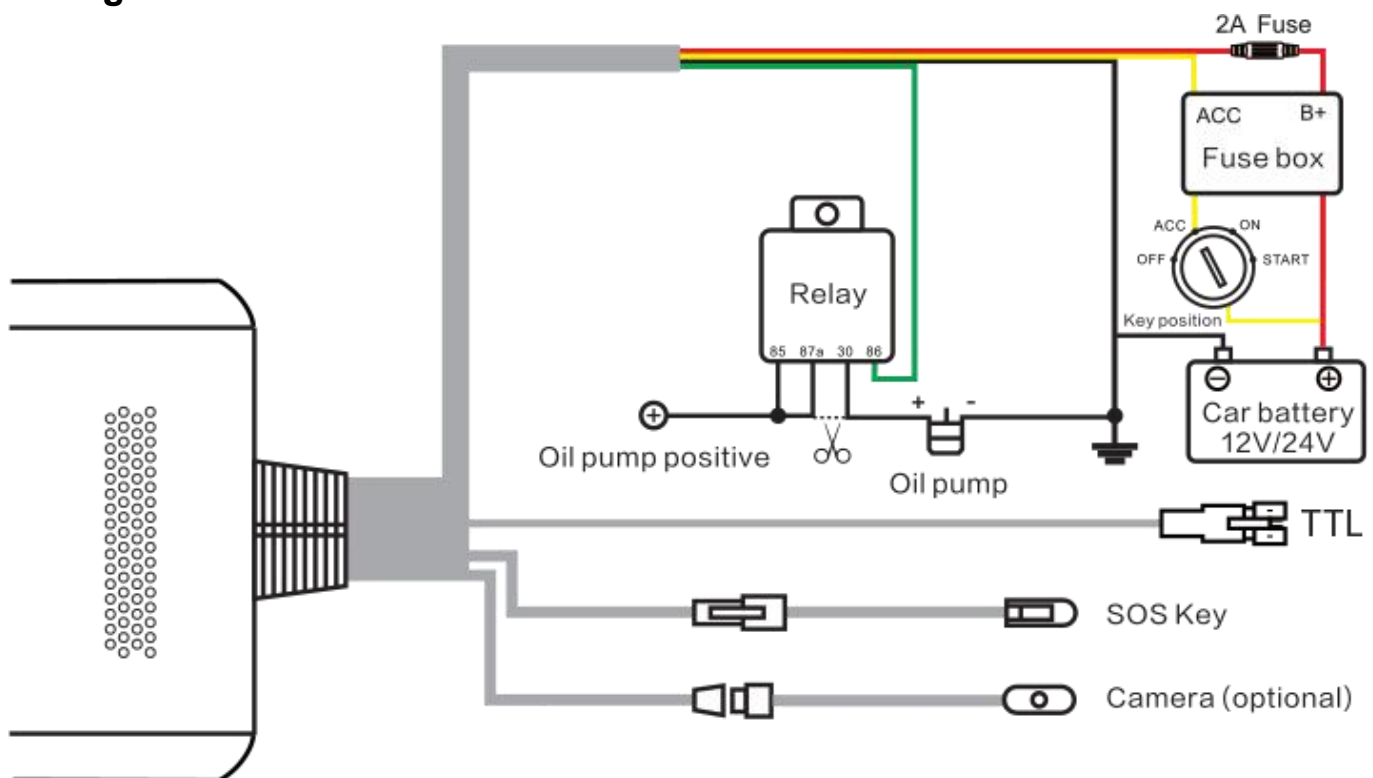 g
2A Fuse
ACC B+
Fuse box
ACC ON
OFF START
Key position
Relay
85 87a 30 86
+ -
- +
Car battery
12V/24V
+
Oil pump positive
Oil pump
TTL
SOS Key
Camera (optional)